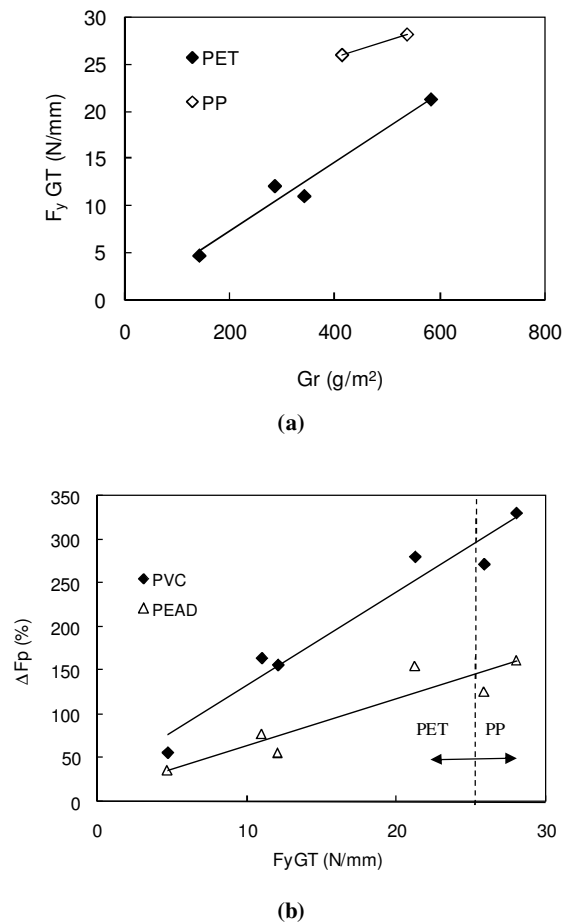 30
25
20
15
10
5
0
F_y GT (N/mm)
PET
PP
0 200 400 600 800
Gr (g/m²)
(a)
350
300
250
200
150
100
50
0
ΔFp (%)
PVC
PEAD
PET PP
0 10 20 30
FyGT (N/mm)
(b)